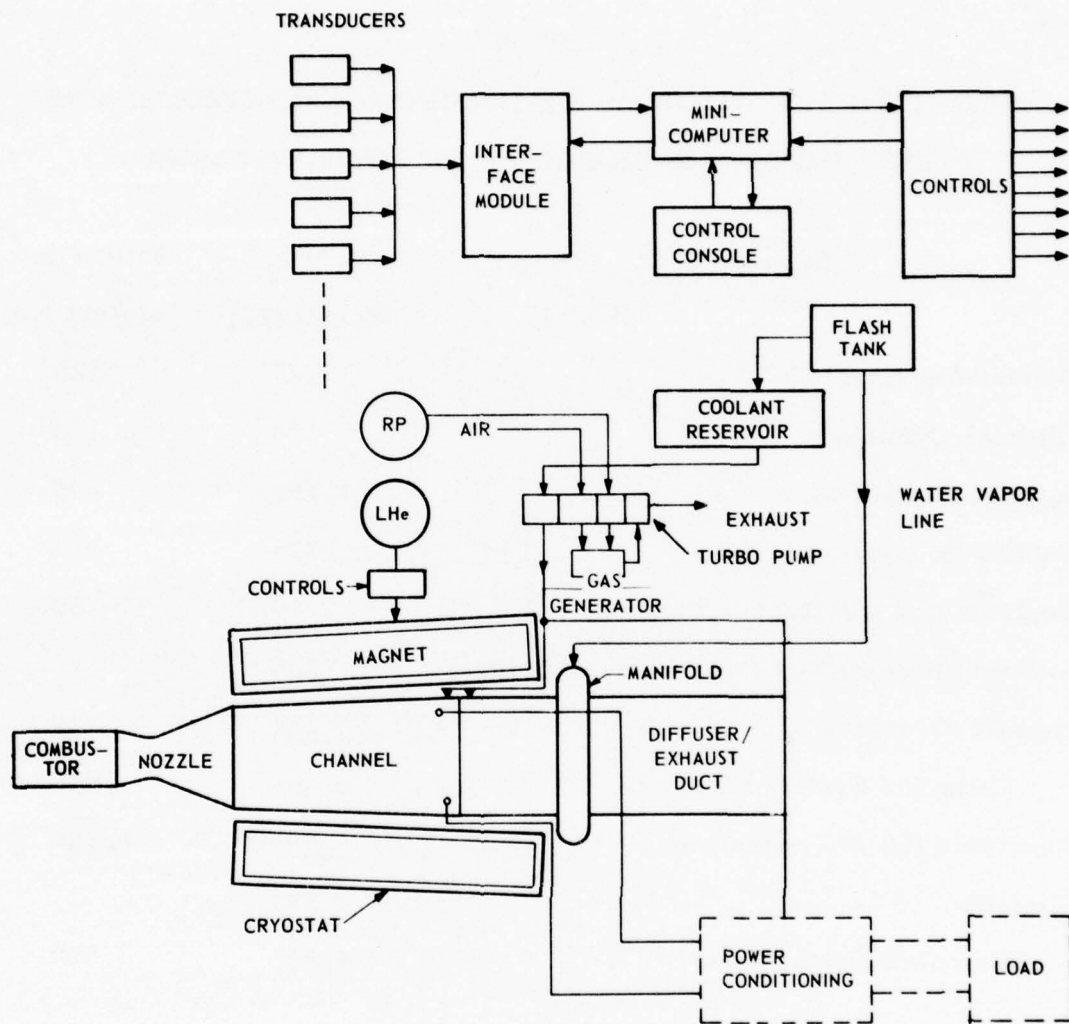 TRANSDUCERS
INTER-
FACE
MODULE
MINI-
COMPUTER
CONTROL
CONSOLE
CONTROLS
FLASH
TANK
COOLANT
RESERVOIR
RP
AIR
LHe
CONTROLS
EXHAUST
TURBO PUMP
GAS
GENERATOR
WATER VAPOR
LINE
MAGNET
MANIFOLD
COMBUS-
TOR
NOZZLE
CHANNEL
DIFFUSER/
EXHAUST
DUCT
CRYOSTAT
POWER
CONDITIONING
LOAD